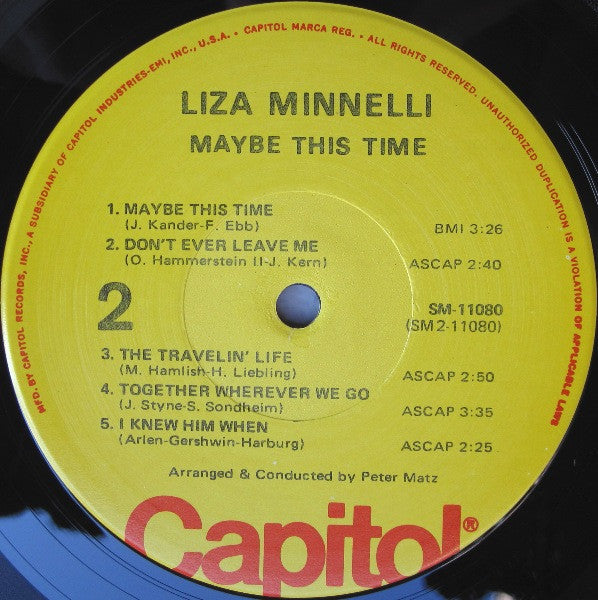 MFD. BY CAPITOL RECORDS, INC., A SUBSIDIARY OF CAPITOL INDUSTRIES-EMI, INC., U.S.A. • CAPITOL MARCA REG. • ALL RIGHTS RESERVED. UNAUTHORIZED DUPLICATION IS A VIOLATION OF APPLICABLE LAWS
LIZA MINNELLI
MAYBE THIS TIME
1. MAYBE THIS TIME
(J. Kander-F. Ebb) BMI 3:26
2. DON'T EVER LEAVE ME
(O. Hammerstein II-J. Kern) ASCAP 2:40
2
SM-11080
(SM2-11080)
3. THE TRAVELIN' LIFE
(M. Hamlish-H. Liebling) ASCAP 2:50
4. TOGETHER WHEREVER WE GO
(J. Styne-S. Sondheim) ASCAP 3:35
5. I KNEW HIM WHEN
(Arlen-Gershwin-Harburg) ASCAP 2:25
Arranged & Conducted by Peter Matz
Capitol®